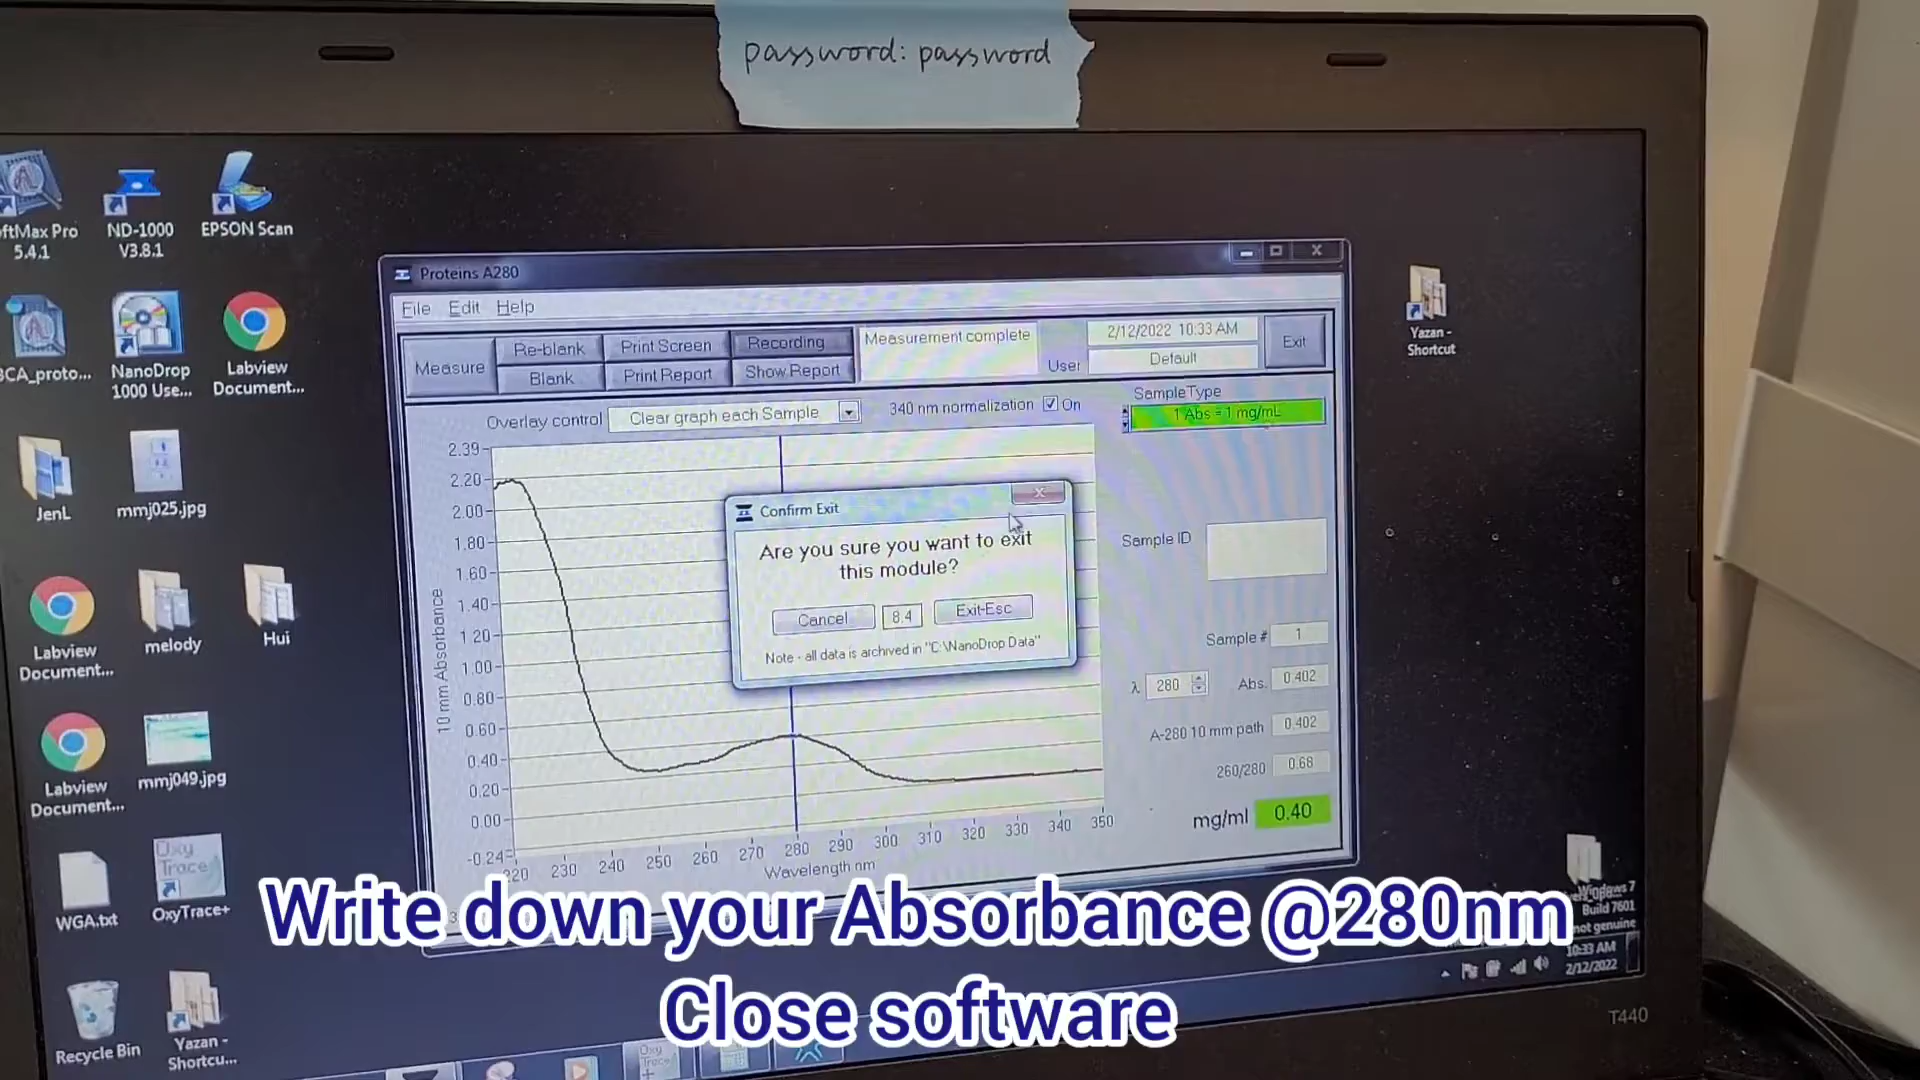 password: password
ftMax Pro
5.4.1
ND-1000
V3.8.1
EPSON Scan
BCA_proto...
NanoDrop
1000 Use...
Labview
Document...
JenL
mmj025.jpg
Labview
Document...
melody
Hui
Labview
Document...
mmj049.jpg
WGA.txt
Oxy
Trace+
OxyTrace+
Recycle Bin
Yazan -
Shortcu...
Yazan -
Shortcut
Proteins A280
File Edit Help
Measure
Re-blank
Blank
Print Screen
Print Report
Recording
Show Report
Measurement complete
User
2/12/2022 10:33 AM
Default
Exit
Overlay control
Clear graph each Sample
340 nm normalization
On
Sample Type
1 Abs = 1 mg/mL
2.39
2.20
2.00
1.80
1.60
1.40
1.20
1.00
0.80
0.60
0.40
0.20
0.00
-0.24
10 mm Absorbance
220 230 240 250 260 270 280 290 300 310 320 330 340 350
Wavelength nm
Confirm Exit
Are you sure you want to exit
this module?
Cancel 8.4 Exit-Esc
Note - all data is archived in "C:\NanoDrop Data"
Sample ID
Sample # 1
λ 280 Abs. 0.402
A-280 10 mm path 0.402
260/280 0.68
mg/ml 0.40
Write down your Absorbance @280nm
Close software
Windows 7
Build 7601
not genuine
10:33 AM
2/12/2022
T440